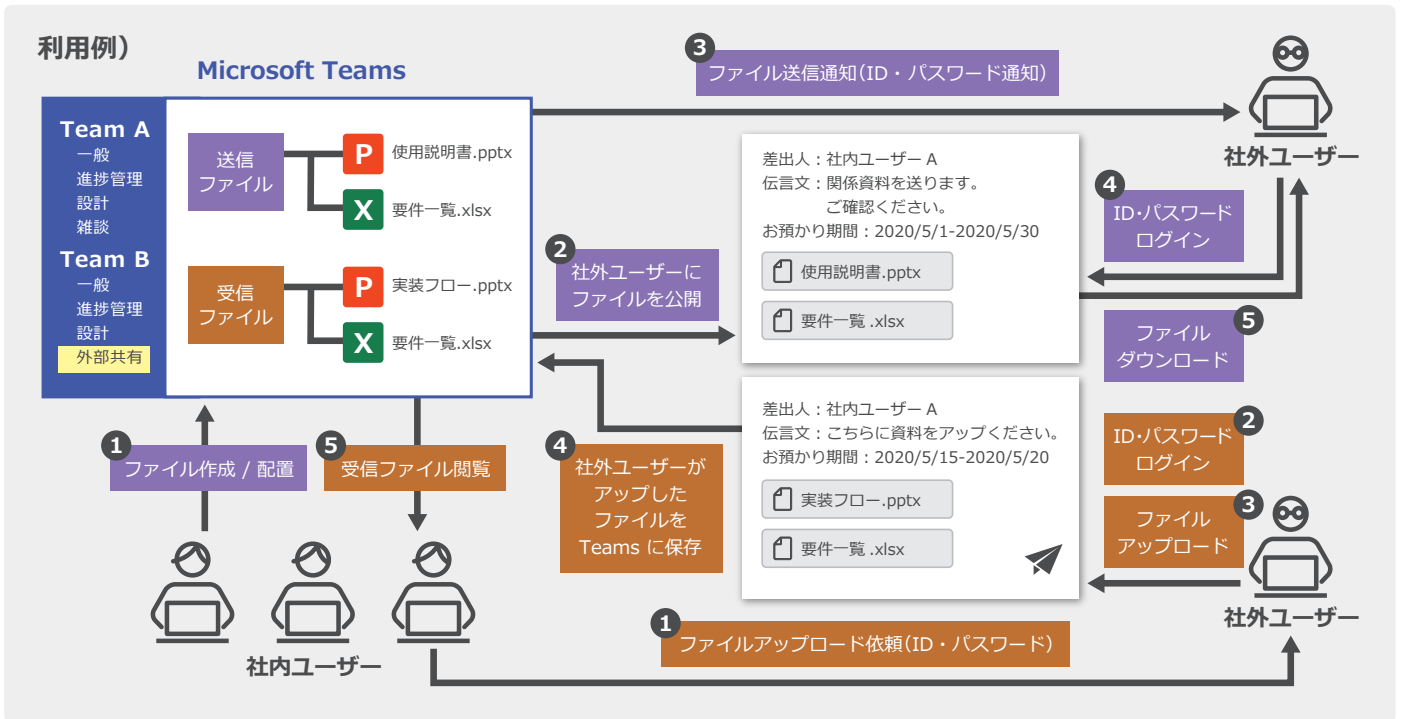 利用例）
Microsoft Teams
Team A
一般
進捗管理
設計
雑談
Team B
一般
進捗管理
設計
外部共有
送信
ファイル
P
使用説明書.pptx
X
要件一覧.xlsx
受信
ファイル
P
実装フロー.pptx
X
要件一覧.xlsx
3
ファイル送信通知（ID・パスワード通知）
社外ユーザー
2
社外ユーザーに
ファイルを公開
差出人：社内ユーザー A
伝言文：関係資料を送ります。
ご確認ください。
お預かり期間：2020/5/1-2020/5/30
使用説明書.pptx
要件一覧 .xlsx
4
ID・パスワード
ログイン
5
ファイル
ダウンロード
1
ファイル作成 / 配置
5
受信ファイル閲覧
4
社外ユーザーが
アップした
ファイルを
Teams に保存
差出人：社内ユーザー A
伝言文：こちらに資料をアップください。
お預かり期間：2020/5/15-2020/5/20
実装フロー.pptx
要件一覧 .xlsx
2
ID・パスワード
ログイン
3
ファイル
アップロード
社外ユーザー
社内ユーザー
1
ファイルアップロード依頼（ID・パスワード）